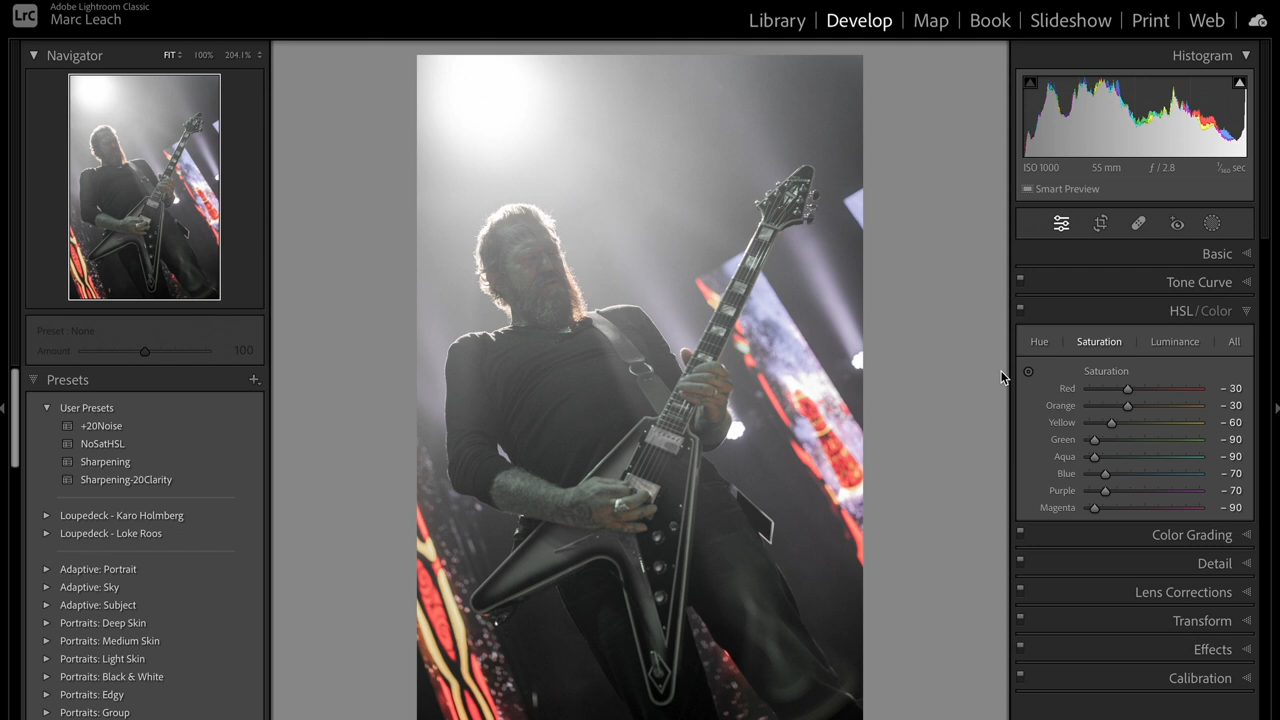 LrC
Adobe Lightroom Classic
Marc Leach
Library | Develop | Map | Book | Slideshow | Print | Web
Navigator FIT 100% 204.1%
Preset : None
Amount 100
Presets
User Presets
+20Noise
NoSatHSL
Sharpening
Sharpening-20Clarity
Loupedeck - Karo Holmberg
Loupedeck - Loke Roos
Adaptive: Portrait
Adaptive: Sky
Adaptive: Subject
Portraits: Deep Skin
Portraits: Medium Skin
Portraits: Light Skin
Portraits: Black & White
Portraits: Edgy
Portraits: Group
Histogram
ISO 1000 55 mm ƒ / 2.8 1/160 sec
Smart Preview
Basic
Tone Curve
HSL / Color
Hue Saturation Luminance All
Saturation
Red - 30
Orange - 30
Yellow - 60
Green - 90
Aqua - 90
Blue - 70
Purple - 70
Magenta - 90
Color Grading
Detail
Lens Corrections
Transform
Effects
Calibration